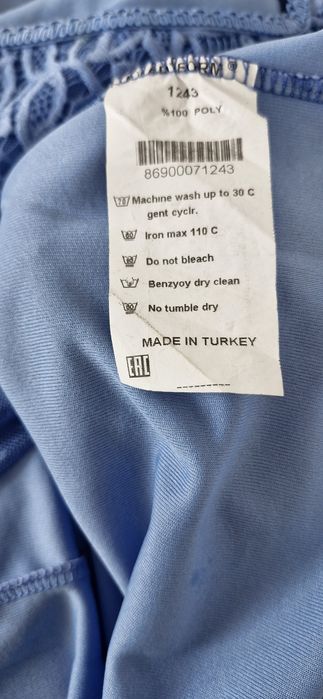 1243
%100 POLY
86900071243
Machine wash up to 30 C
gent cyclr.
Iron max 110 C
Do not bleach
Benzyoy dry clean
No tumble dry
MADE IN TURKEY
EAC